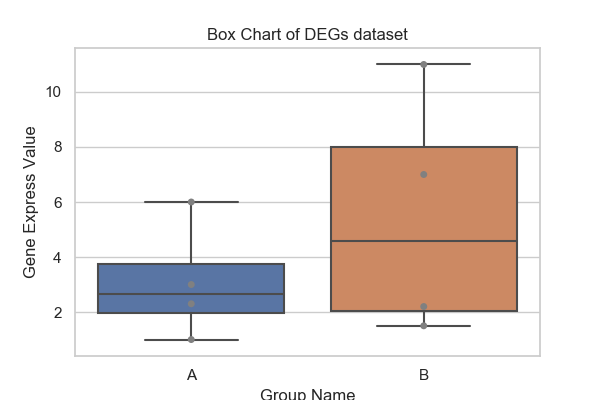 Box Chart of DEGs dataset
Gene Express Value
10
8
6
4
2
A B
Group Name